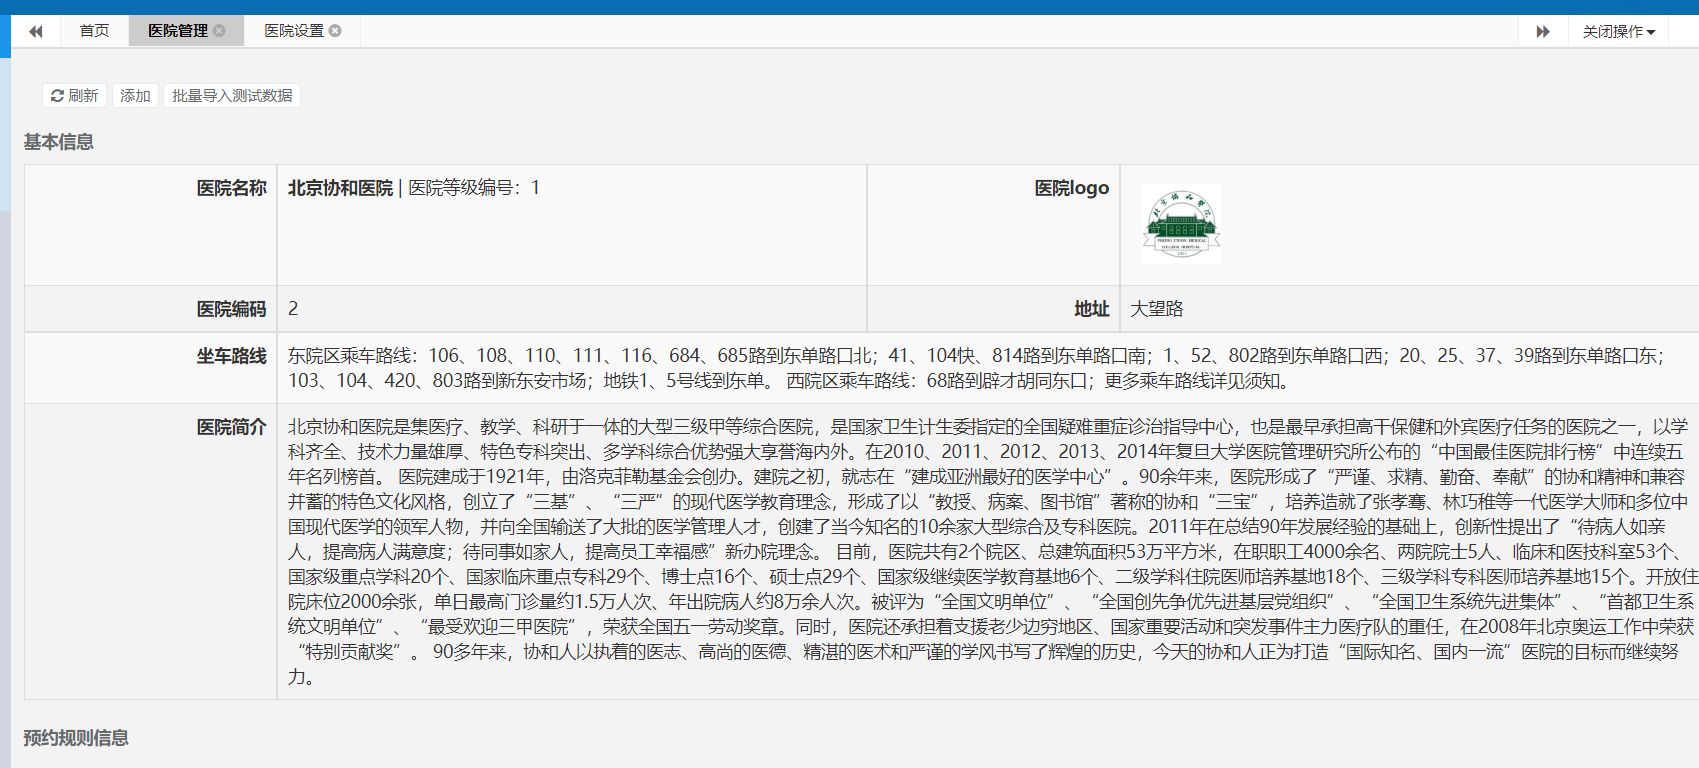 首页
医院管理
医院设置
关闭操作
刷新
添加
批量导入测试数据
基本信息
医院名称
北京协和医院 | 医院等级编号：1
医院logo
北京协和医院
PEKING UNION MEDICAL
COLLEGE HOSPITAL
1921
医院编码
2
地址
大望路
坐车路线
东院区乘车路线：106、108、110、111、116、684、685路到东单路口北；41、104快、814路到东单路口南；1、52、802路到东单路口西；20、25、37、39路到东单路口东；
103、104、420、803路到新东安市场；地铁1、5号线到东单。 西院区乘车路线：68路到辟才胡同东口；更多乘车路线详见须知。
医院简介
北京协和医院是集医疗、教学、科研于一体的大型三级甲等综合医院，是国家卫生计生委指定的全国疑难重症诊治指导中心，也是最早承担高干保健和外宾医疗任务的医院之一，以学
科齐全、技术力量雄厚、特色专科突出、多学科综合优势强大享誉海内外。在2010、2011、2012、2013、2014年复旦大学医院管理研究所公布的“中国最佳医院排行榜”中连续五
年名列榜首。 医院建成于1921年，由洛克菲勒基金会创办。建院之初，就志在“建成亚洲最好的医学中心”。90余年来，医院形成了“严谨、求精、勤奋、奉献”的协和精神和兼容
并蓄的特色文化风格，创立了“三基”、“三严”的现代医学教育理念，形成了以“教授、病案、图书馆”著称的协和“三宝”，培养造就了张孝骞、林巧稚等一代医学大师和多位中
国现代医学的领军人物，并向全国输送了大批的医学管理人才，创建了当今知名的10余家大型综合及专科医院。2011年在总结90年发展经验的基础上，创新性提出了“待病人如亲
人，提高病人满意度；待同事如家人，提高员工幸福感”新办院理念。 目前，医院共有2个院区、总建筑面积53万平方米，在职职工4000余名、两院院士5人、临床和医技科室53个、
国家级重点学科20个、国家临床重点专科29个、博士点16个、硕士点29个、国家级继续医学教育基地6个、二级学科住院医师培养基地18个、三级学科专科医师培养基地15个。开放住
院床位2000余张，单日最高门诊量约1.5万人次、年出院病人约8万余人次。被评为“全国文明单位”、“全国创先争优先进基层党组织”、“全国卫生系统先进集体”、“首都卫生系
统文明单位”、“最受欢迎三甲医院”，荣获全国五一劳动奖章。同时，医院还承担着支援老少边穷地区、国家重要活动和突发事件主力医疗队的重任，在2008年北京奥运工作中荣获
“特别贡献奖”。 90多年来，协和人以执着的医志、高尚的医德、精湛的医术和严谨的学风书写了辉煌的历史，今天的协和人正为打造“国际知名、国内一流”医院的目标而继续努
力。
预约规则信息